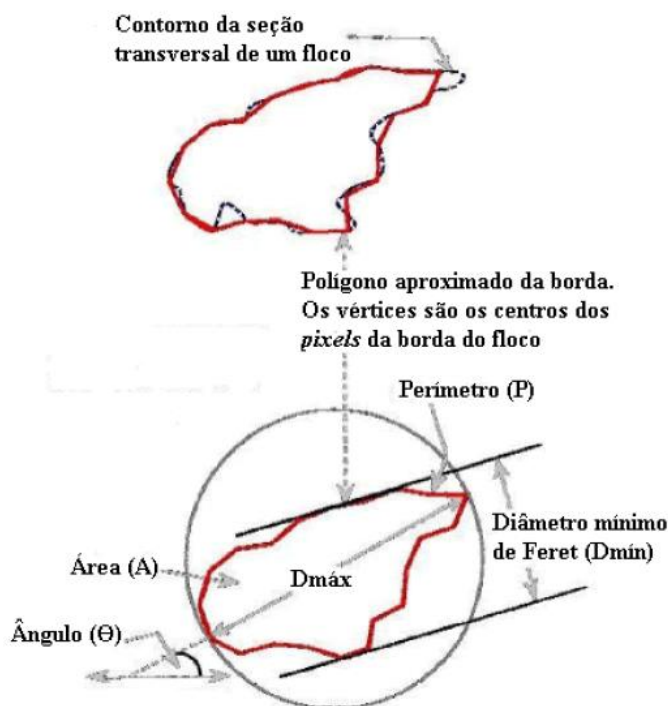 Contorno da seção
transversal de um floco
Polígono aproximado da borda.
Os vértices são os centros dos
pixels da borda do floco
Perímetro (P)
Diâmetro mínimo
de Feret (Dmín)
Área (A)
Dmáx
Ângulo (Θ)